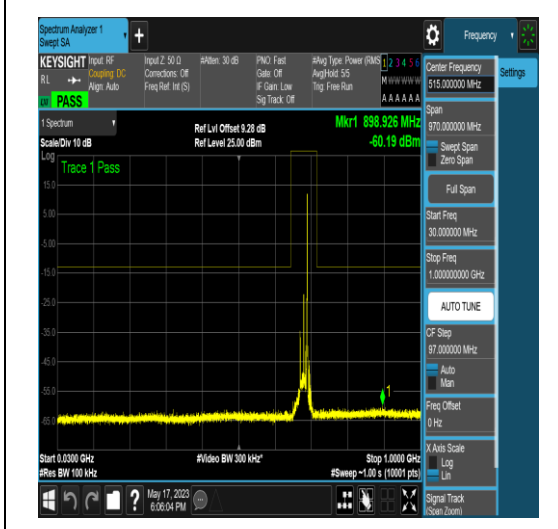 Spectrum Analyzer 1
Swept SA
+
Frequency
KEYSIGHT
RL
Input: RF
Coupling: DC
Align: Auto
Input Z: 50 Ω
Corrections: Off
Freq Ref: Int (S)
#Atten: 30 dB
PNO: Fast
Gate: Off
IF Gain: Low
Sig Track: Off
#Avg Type: Power (RMS)
Avg|Hold: 5/5
Trig: Free Run
1 2 3 4 5 6
M W W W W W
A A A A A A
PASS
1 Spectrum
Scale/Div 10 dB
Ref Lvl Offset 9.28 dB
Ref Level 25.00 dBm
Mkr1 898.926 MHz
-60.19 dBm
Log
Trace 1 Pass
15.0
5.00
-5.00
-15.0
-25.0
-35.0
-45.0
-55.0
-65.0
1
Start 0.0300 GHz
#Res BW 100 kHz
#Video BW 300 kHz*
Stop 1.0000 GHz
#Sweep ~1.00 s (10001 pts)
?
May 17, 2023
6:06:04 PM
Center Frequency
515.000000 MHz
Settings
Span
970.000000 MHz
Swept Span
Zero Span
Full Span
Start Freq
30.000000 MHz
Stop Freq
1.000000000 GHz
AUTO TUNE
CF Step
97.000000 MHz
Auto
Man
Freq Offset
0 Hz
X Axis Scale
Log
Lin
Signal Track
(Span Zoom)